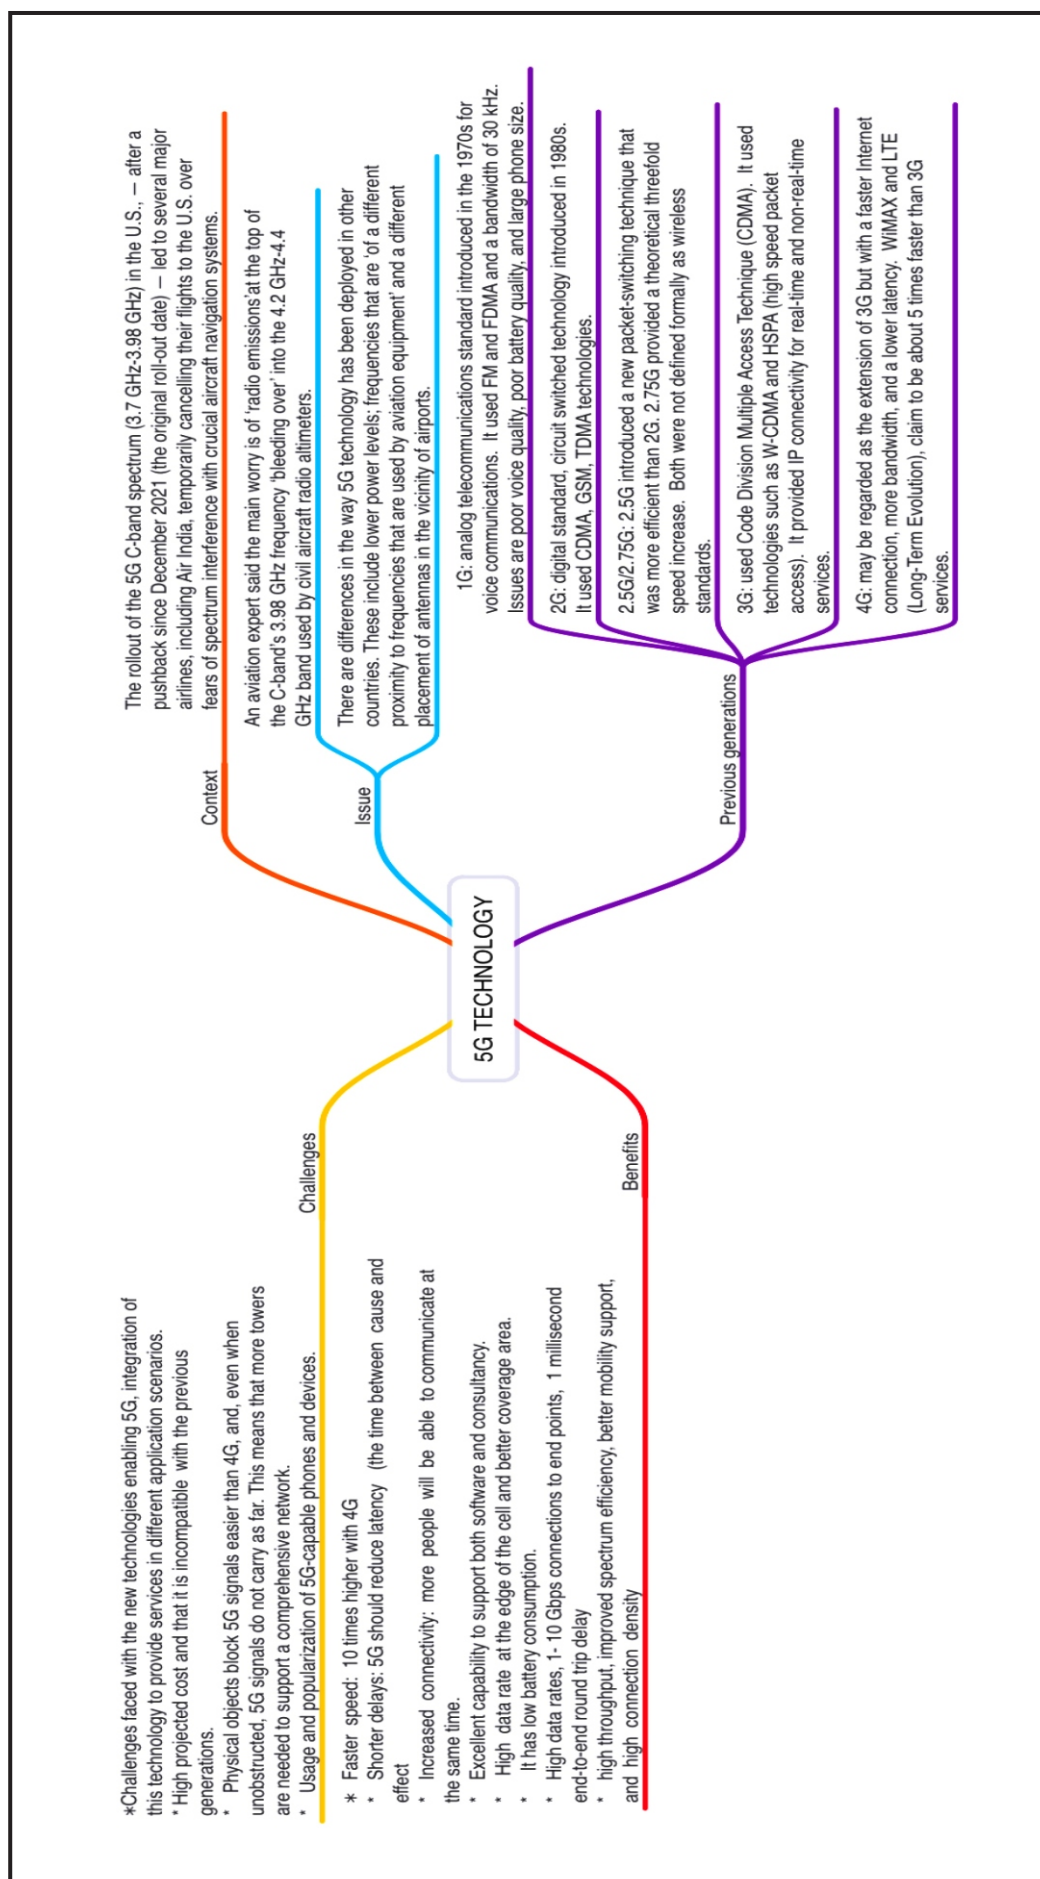 The rollout of the 5G C-band spectrum (3.7 GHz-3.98 GHz) in the U.S., — after a
pushback since December 2021 (the original roll-out date) — led to several major
airlines, including Air India, temporarily cancelling their flights to the U.S. over
fears of spectrum interference with crucial aircraft navigation systems.
Context
An aviation expert said the main worry is of 'radio emissions'at the top of
the C-band's 3.98 GHz frequency 'bleeding over' into the 4.2 GHz-4.4
GHz band used by civil aircraft radio altimeters.
Issue
There are differences in the way 5G technology has been deployed in other
countries. These include lower power levels; frequencies that are 'of a different
proximity to frequencies that are used by aviation equipment' and a different
placement of antennas in the vicinity of airports.
1G: analog telecommunications standard introduced in the 1970s for
voice communications. It used FM and FDMA and a bandwidth of 30 kHz.
Issues are poor voice quality, poor battery quality, and large phone size.
2G: digital standard, circuit switched technology introduced in 1980s.
It used CDMA, GSM, TDMA technologies.
2.5G/2.75G: 2.5G introduced a new packet-switching technique that
was more efficient than 2G. 2.75G provided a theoretical threefold
speed increase. Both were not defined formally as wireless
standards.
Previous generations
3G: used Code Division Multiple Access Technique (CDMA). It used
technologies such as W-CDMA and HSPA (high speed packet
access). It provided IP connectivity for real-time and non-real-time
services.
4G: may be regarded as the extension of 3G but with a faster Internet
connection, more bandwidth, and a lower latency. WiMAX and LTE
(Long-Term Evolution), claim to be about 5 times faster than 3G
services.
5G TECHNOLOGY
*Challenges faced with the new technologies enabling 5G, integration of
this technology to provide services in different application scenarios.
* High projected cost and that it is incompatible with the previous
generations.
* Physical objects block 5G signals easier than 4G, and, even when
unobstructed, 5G signals do not carry as far. This means that more towers
are needed to support a comprehensive network.
* Usage and popularization of 5G-capable phones and devices.
Challenges
* Faster speed: 10 times higher with 4G
* Shorter delays: 5G should reduce latency (the time between cause and
effect
* Increased connectivity: more people will be able to communicate at
the same time.
* Excellent capability to support both software and consultancy.
* High data rate at the edge of the cell and better coverage area.
* It has low battery consumption.
* High data rates, 1- 10 Gbps connections to end points, 1 millisecond
end-to-end round trip delay
* high throughput, improved spectrum efficiency, better mobility support,
and high connection density
Benefits